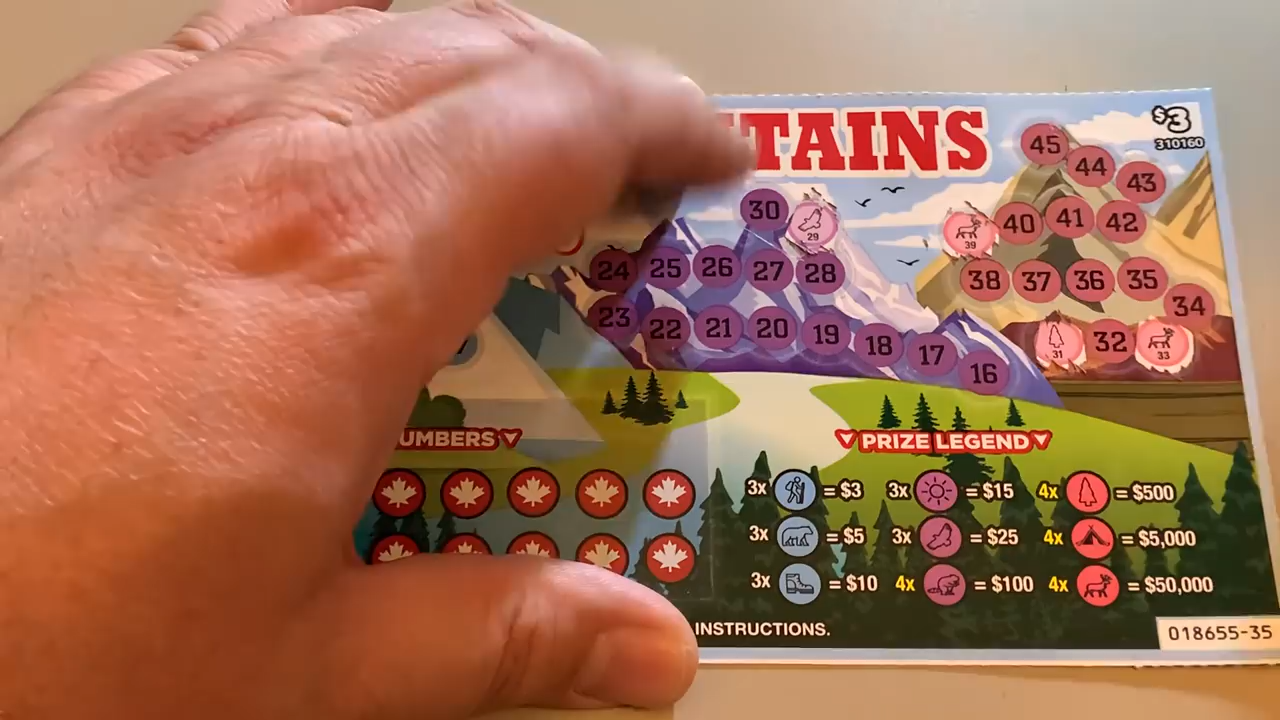 TAINS
$3
310160
45
44
43
30
29
39
40
41
42
24
25
26
27
28
38
37
36
35
34
23
22
21
20
19
18
17
16
31
32
33
UMBERS
PRIZE LEGEND
3x = $3
3x = $15
4x = $500
3x = $5
3x = $25
4x = $5,000
3x = $10
4x = $100
4x = $50,000
INSTRUCTIONS.
018655-35